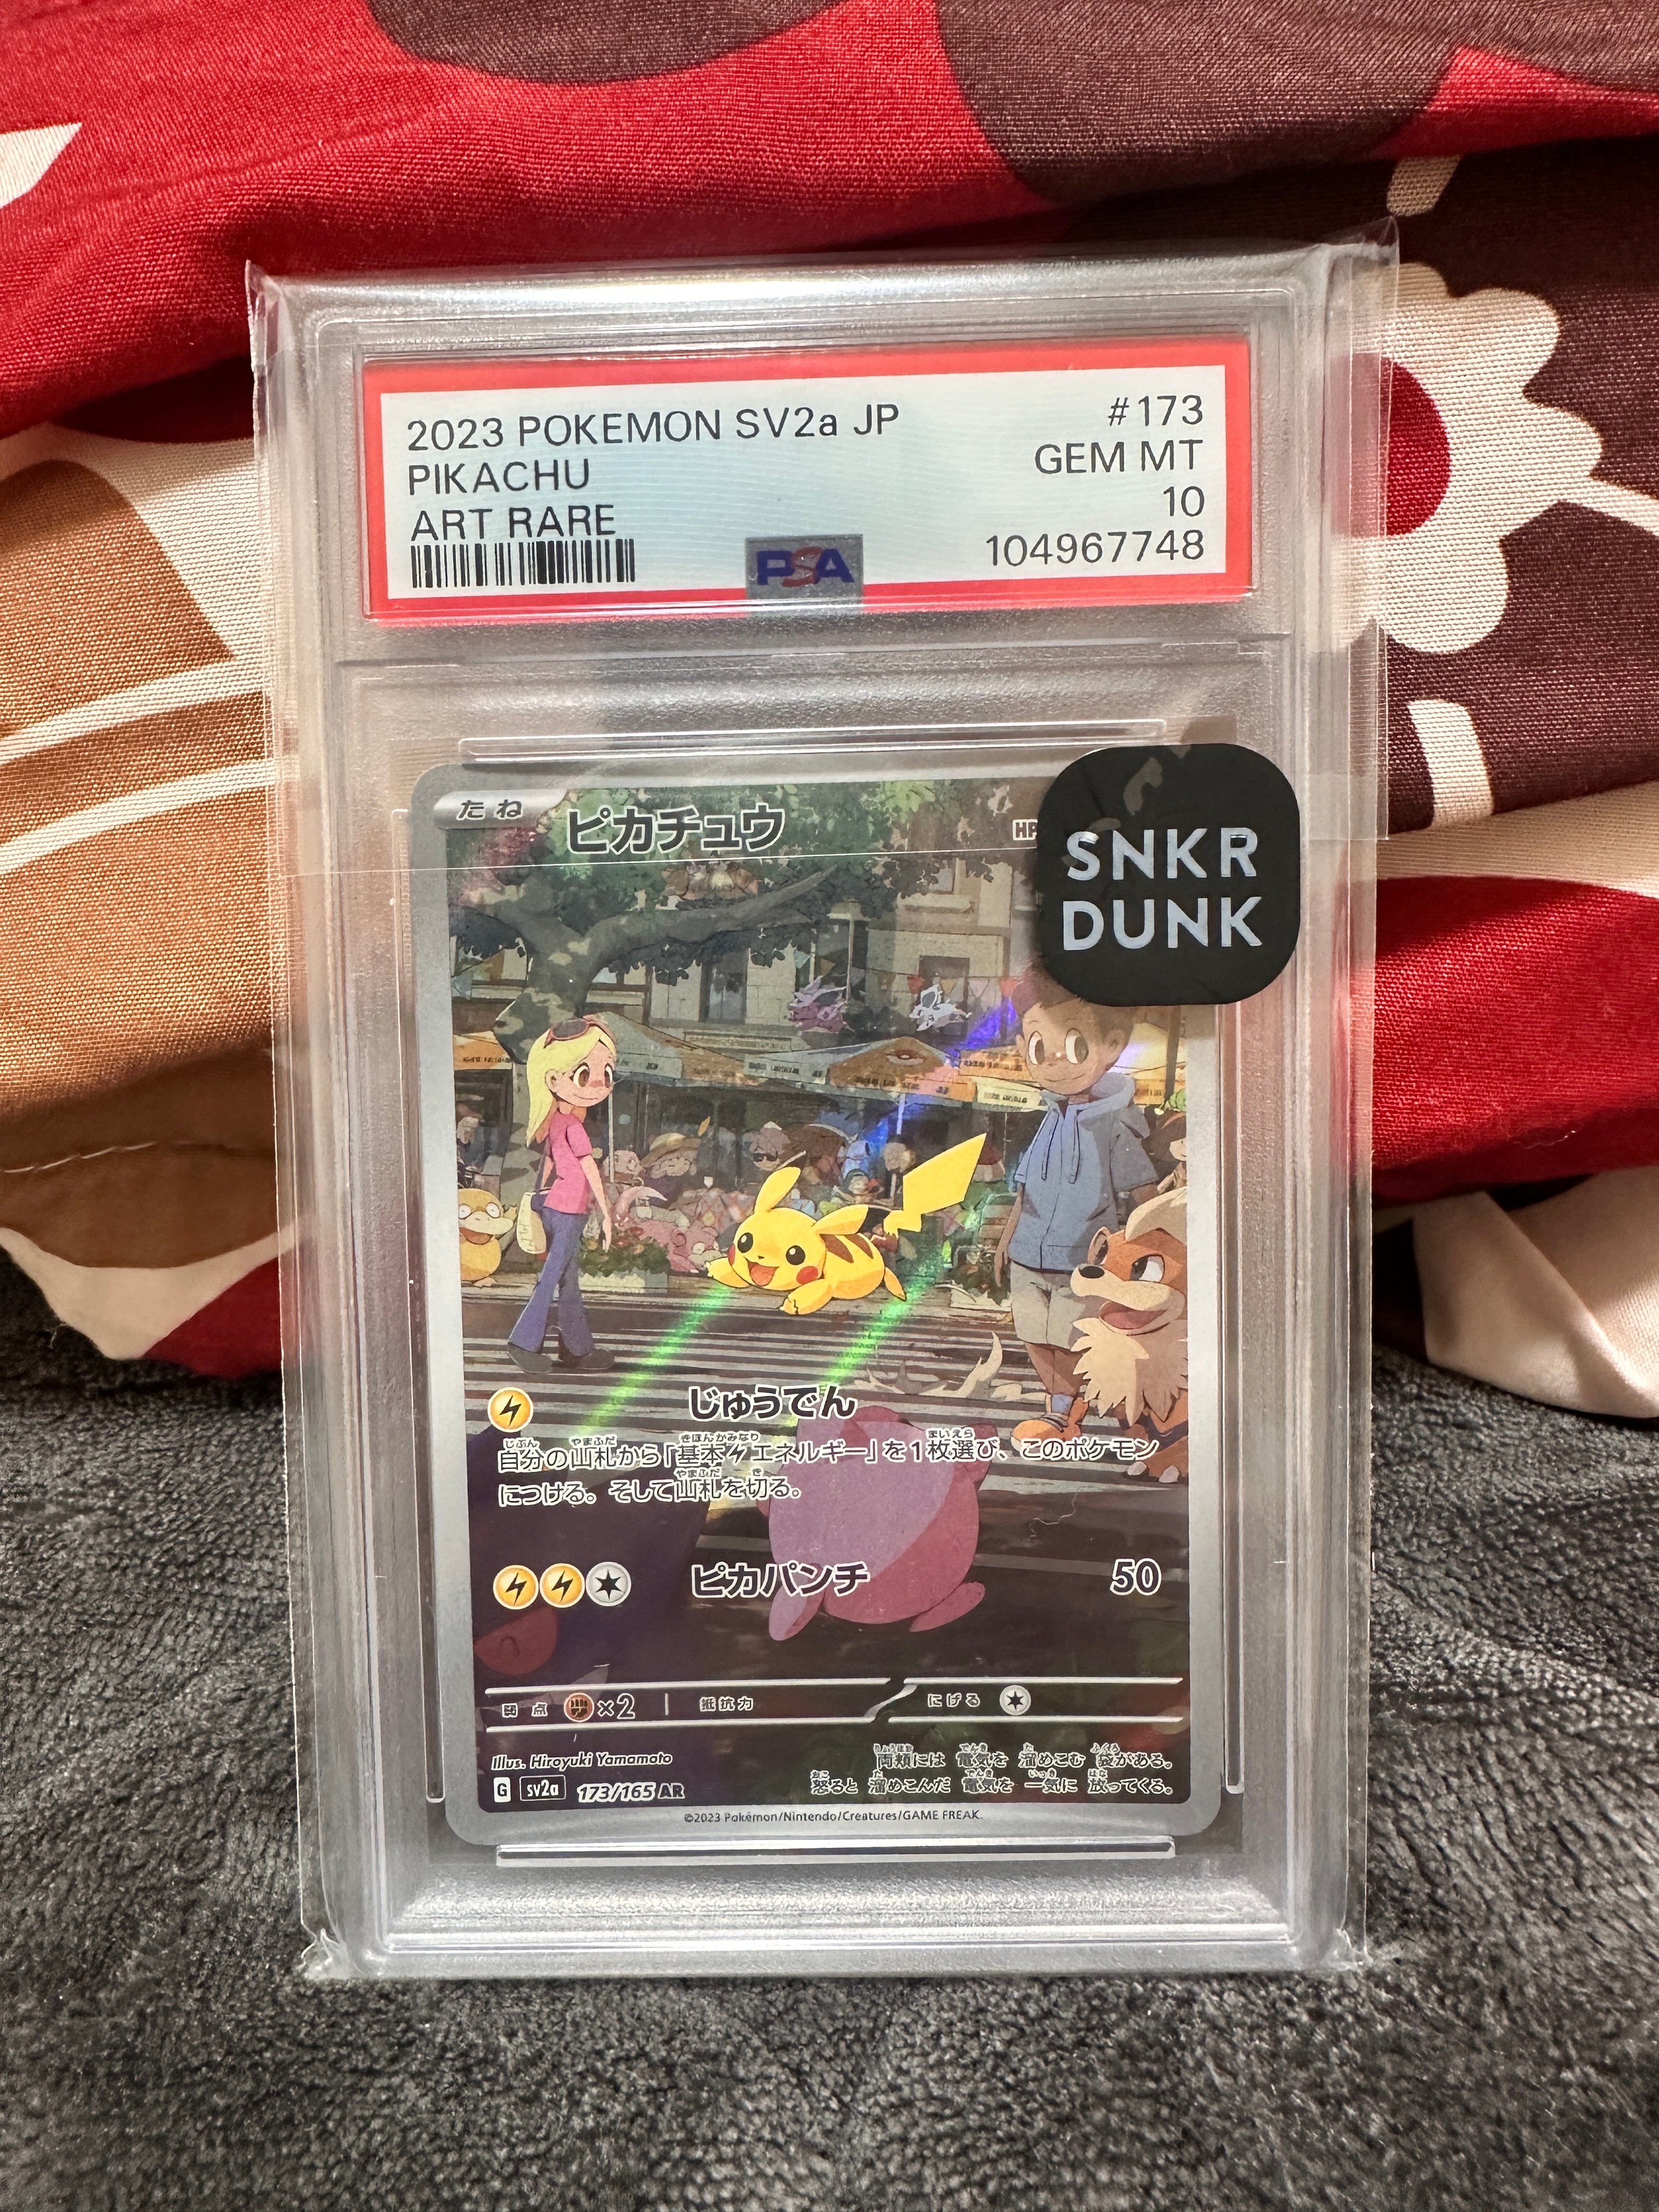 2023 POKEMON SV2a JP
#173
PIKACHU
GEM MT
ART RARE
10
104967748
PSA
たね
ピカチュウ
HP
SNKR
DUNK
じゅうでん
自分の山札から「基本エネルギー」を1枚選び、このポケモン
につける。そして山札を切る。
ピカパンチ
50
弱点
×2
抵抗力
にげる
Illus. Hiroyuki Yamamoto
両頬には 電気を 溜めこむ 袋がある。
怒ると 溜めこんだ 電気を 一気に 放ってくる。
G
sv2a
173/165 AR
©2023 Pokémon/Nintendo/Creatures/GAME FREAK.